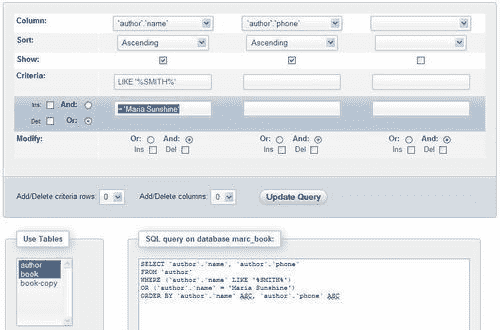 Column: `author`.`name` `author`.`phone`
Sort: Ascending Ascending
Show:
Criteria: LIKE '%SMITH%'
Ins: And:
Del: Or: ="Maria Sunshine"
Modify: Or: And: Or: And: Or: And:
Ins Del Ins Del Ins Del
Add/Delete criteria rows: 0 Add/Delete columns: 0 Update Query
Use Tables
author
book
book-copy
SQL query on database marc_book:
SELECT `author`.`name`, `author`.`phone`
FROM `author`
WHERE (`author`.`name` LIKE '%SMITH%')
OR (`author`.`name` = "Maria Sunshine")
ORDER BY `author`.`name` ASC, `author`.`phone` ASC